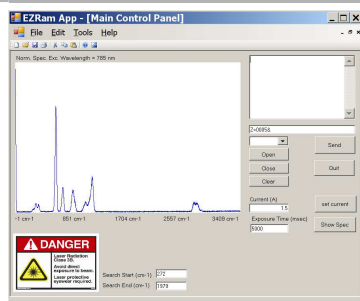 EZRam App - [Main Control Panel]
File Edit Tools Help
Norm. Spec. Exc. Wavelength = 785 nm
Z=0005&
Open
Close
Clear
Send
Quit
Current (A)
1.5
set current
Exposure Time (msec)
5000
Show Spec
-1 cm-1 851 cm-1 1704 cm-1 2557 cm-1 3409 cm-1
DANGER
Laser Radiation
Class 3B.
Avoid direct
exposure to beam.
Laser protective
eyewear required.
Search Start (cm-1) 272
Search End (cm-1) 1978